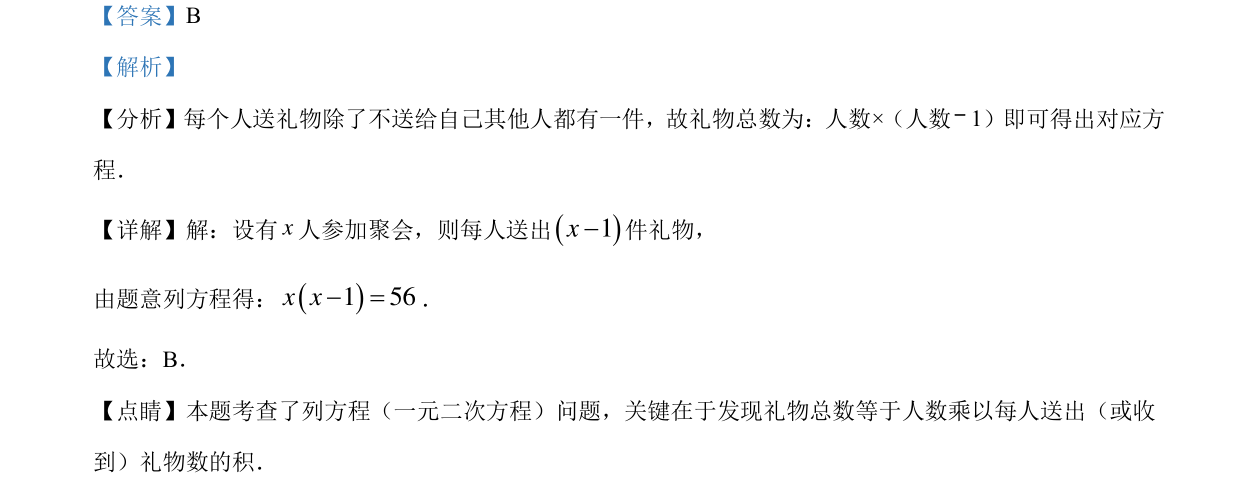 【答案】B
【解析】
【分析】每个人送礼物除了不送给自己其他人都有一件，故礼物总数为：人数×（人数－1）即可得出对应方
程．
【详解】解：设有 x 人参加聚会，则每人送出(x−1)件礼物，
由题意列方程得： x(x−1)=56．
故选：B．
【点睛】本题考查了列方程（一元二次方程）问题，关键在于发现礼物总数等于人数乘以每人送出（或收
到）礼物数的积．